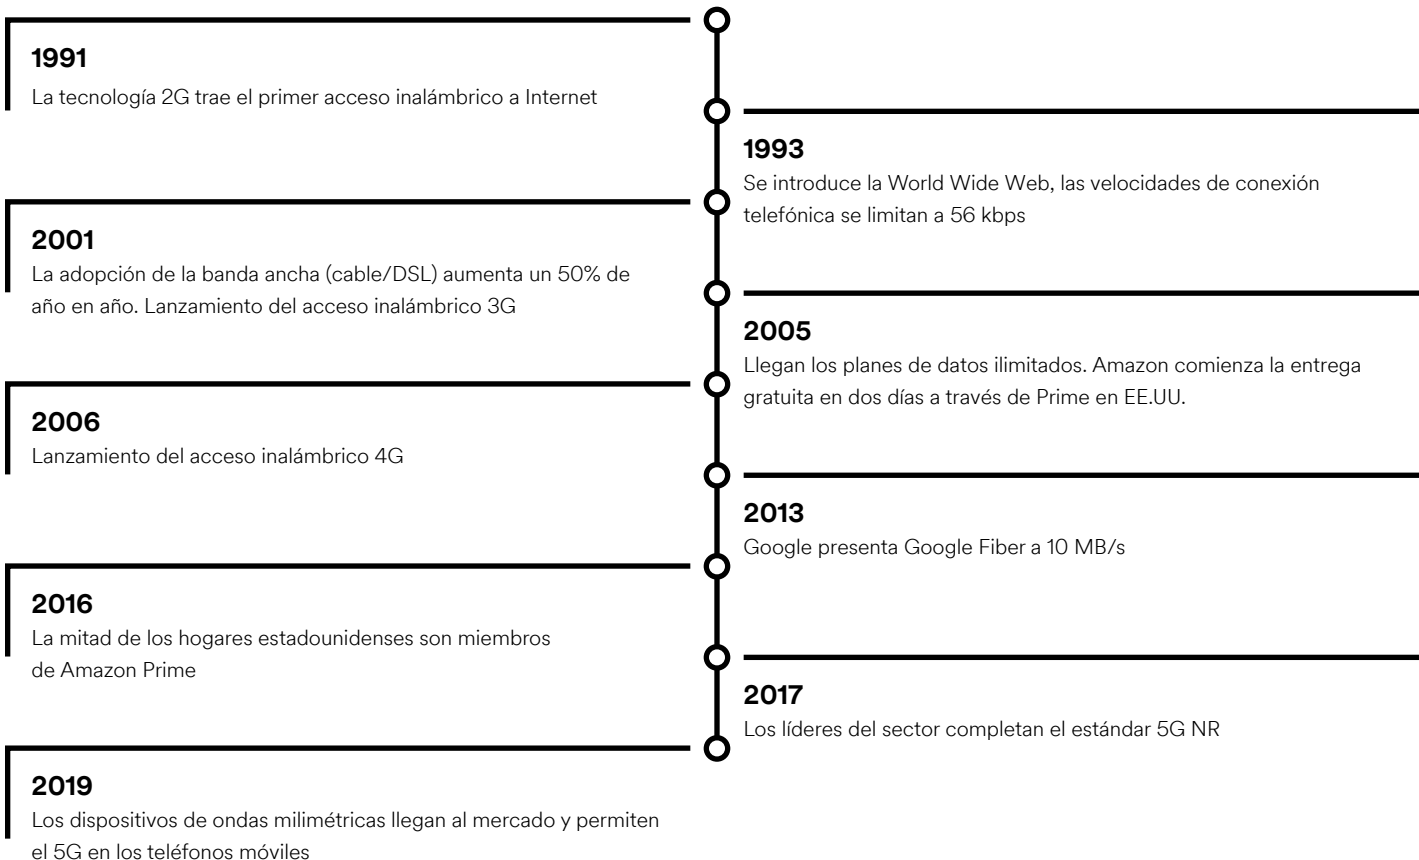 1991
La tecnología 2G trae el primer acceso inalámbrico a Internet
1993
Se introduce la World Wide Web, las velocidades de conexión
telefónica se limitan a 56 kbps
2001
La adopción de la banda ancha (cable/DSL) aumenta un 50% de
año en año. Lanzamiento del acceso inalámbrico 3G
2005
Llegan los planes de datos ilimitados. Amazon comienza la entrega
gratuita en dos días a través de Prime en EE.UU.
2006
Lanzamiento del acceso inalámbrico 4G
2013
Google presenta Google Fiber a 10 MB/s
2016
La mitad de los hogares estadounidenses son miembros
de Amazon Prime
2017
Los líderes del sector completan el estándar 5G NR
2019
Los dispositivos de ondas milimétricas llegan al mercado y permiten
el 5G en los teléfonos móviles